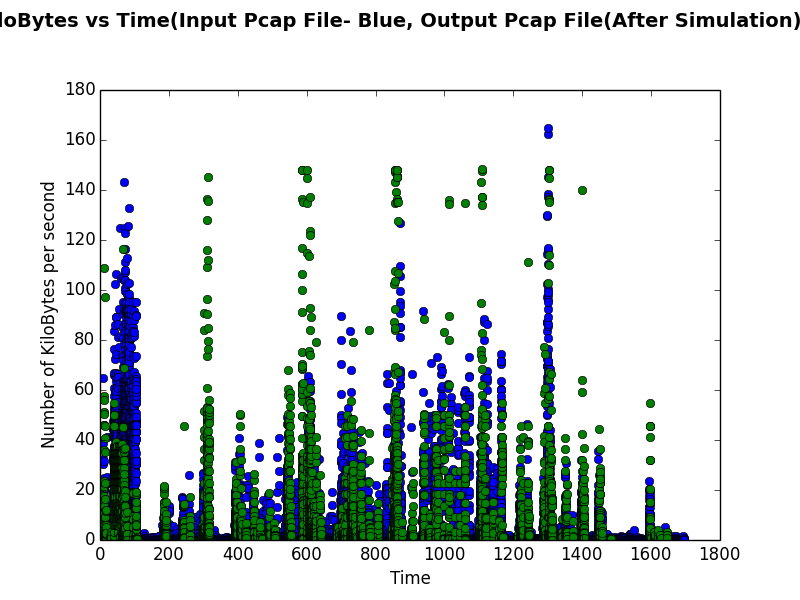 loBytes vs Time(Input Pcap File- Blue, Output Pcap File(After Simulation)
180
160
140
120
100
80
60
40
20
0
Number of KiloBytes per second
0 200 400 600 800 1000 1200 1400 1600 1800
Time